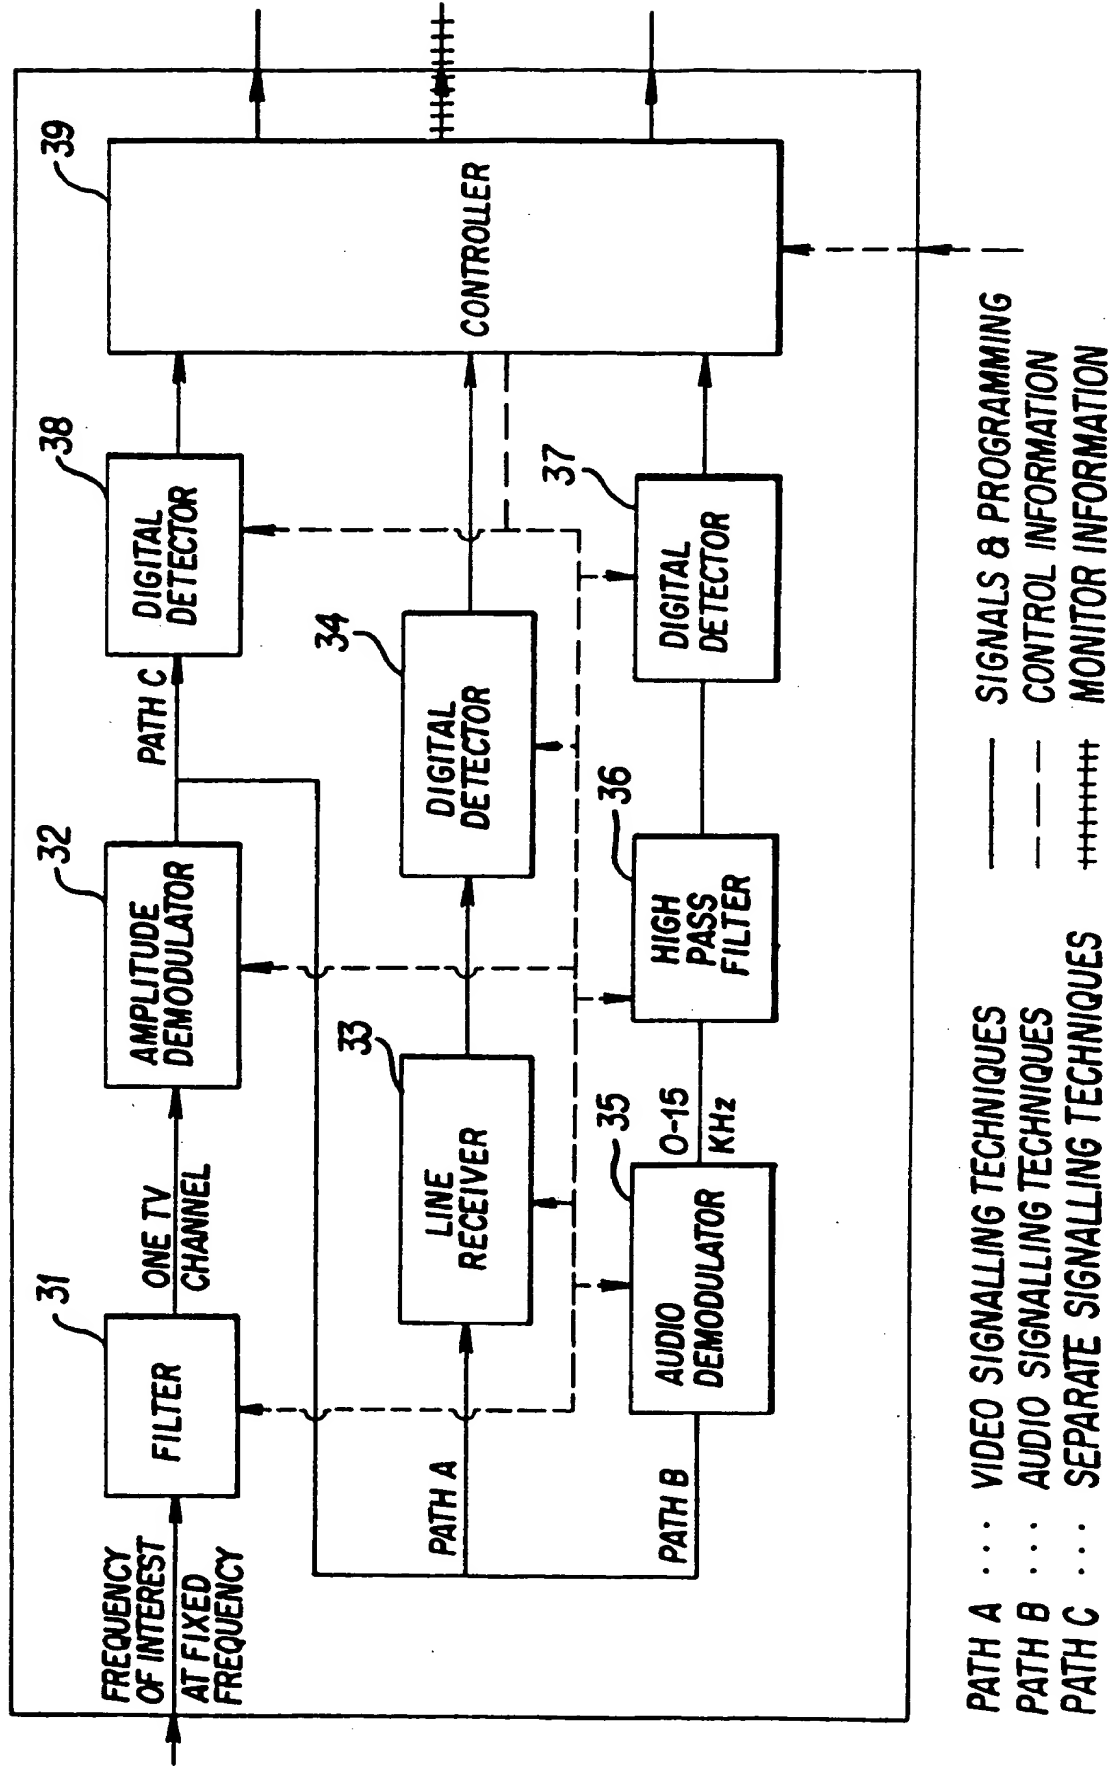 FREQUENCY
OF INTEREST
AT FIXED
FREQUENCY
31
FILTER
ONE TV
CHANNEL
32
AMPLITUDE
DEMODULATOR
PATH C
38
DIGITAL
DETECTOR
39
CONTROLLER
PATH A
33
LINE
RECEIVER
34
DIGITAL
DETECTOR
PATH B
35
AUDIO
DEMODULATOR
0-15
KHz
36
HIGH
PASS
FILTER
37
DIGITAL
DETECTOR
PATH A ... VIDEO SIGNALLING TECHNIQUES
PATH B ... AUDIO SIGNALLING TECHNIQUES
PATH C ... SEPARATE SIGNALLING TECHNIQUES
SIGNALS & PROGRAMMING
CONTROL INFORMATION
MONITOR INFORMATION